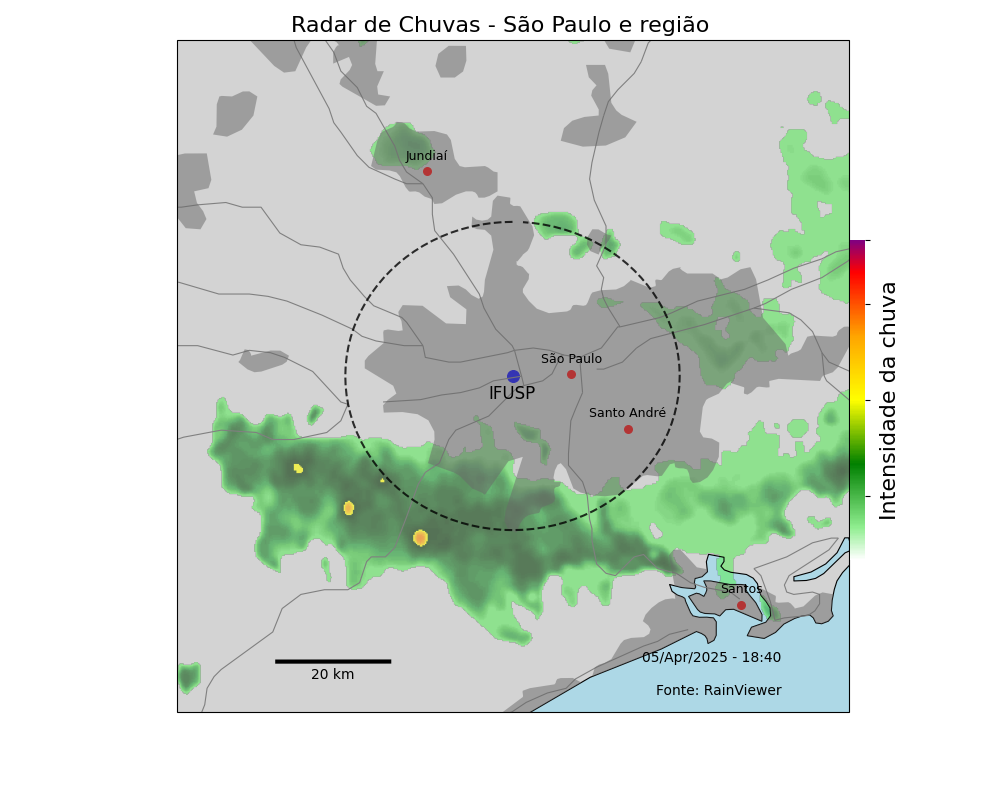 Radar de Chuvas - São Paulo e região
Jundiaí
São Paulo
IFUSP
Santo André
Santos
20 km
05/Apr/2025 - 18:40
Fonte: RainViewer
Intensidade da chuva